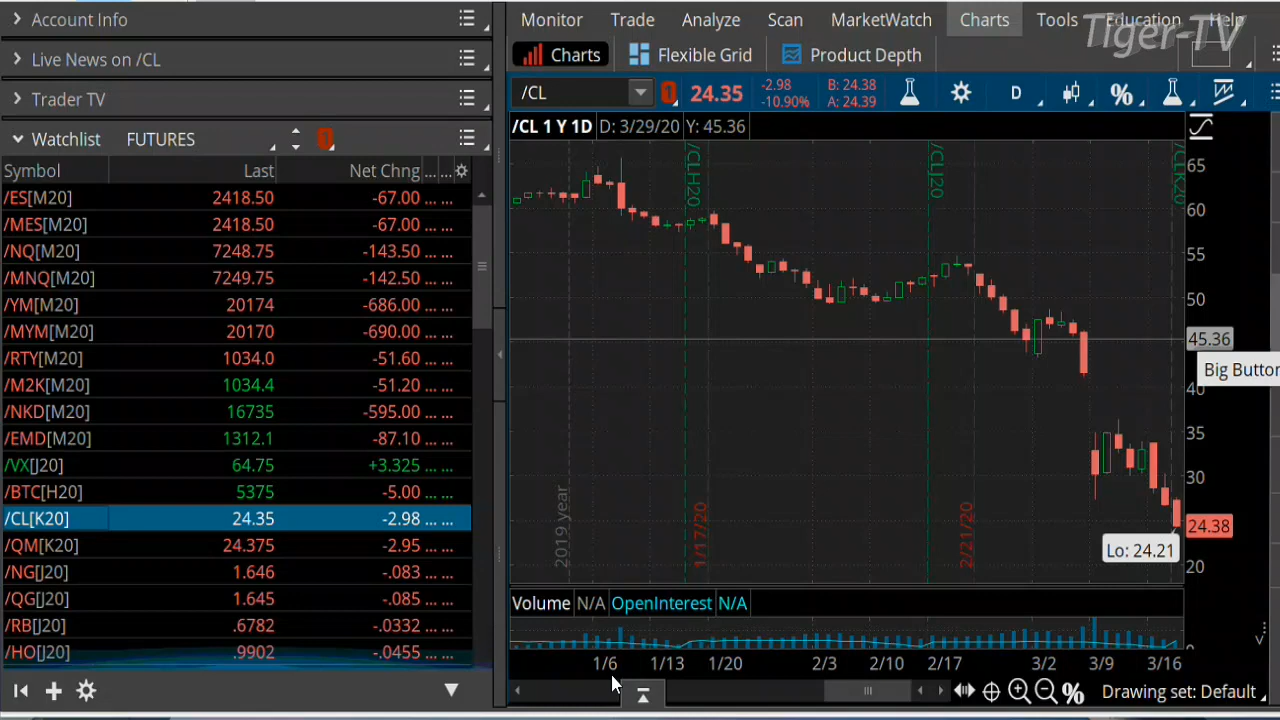 Account Info
Live News on /CL
Trader TV
Watchlist FUTURES 1
Symbol Last Net Chng ... ...
/ES[M20] 2418.50 -67.00 ... ...
/MES[M20] 2418.50 -67.00 ... ...
/NQ[M20] 7248.75 -143.50 ... ...
/MNQ[M20] 7249.75 -142.50 ... ...
/YM[M20] 20174 -686.00 ... ...
/MYM[M20] 20170 -690.00 ... ...
/RTY[M20] 1034.0 -51.60 ... ...
/M2K[M20] 1034.4 -51.20 ... ...
/NKD[M20] 16735 -595.00 ... ...
/EMD[M20] 1312.1 -87.10 ... ...
/VX[J20] 64.75 +3.325 ... ...
/BTC[H20] 5375 -5.00 ... ...
/CL[K20] 24.35 -2.98 ... ...
/QM[K20] 24.375 -2.95 ... ...
/NG[J20] 1.646 -.083 ... ...
/QG[J20] 1.645 -.085 ... ...
/RB[J20] .6782 -.0332 ... ...
/HO[J20] .9902 -.0455 ... ...
Monitor Trade Analyze Scan MarketWatch Charts Tools Education Help
Tiger-TV
Charts Flexible Grid Product Depth
/CL 1 24.35 -2.98 B: 24.38 D %
-10.90% A: 24.39
/CL 1 Y 1D D: 3/29/20 Y: 45.36
/CLH20 /CLJ20 /CLK20
65
60
55
50
45.36
Big Button
40
35
30
24.38
Lo: 24.21
20
2019 year 1/17/20 2/21/20
Volume N/A OpenInterest N/A
0
1/6 1/13 1/20 2/3 2/10 2/17 3/2 3/9 3/16
% Drawing set: Default